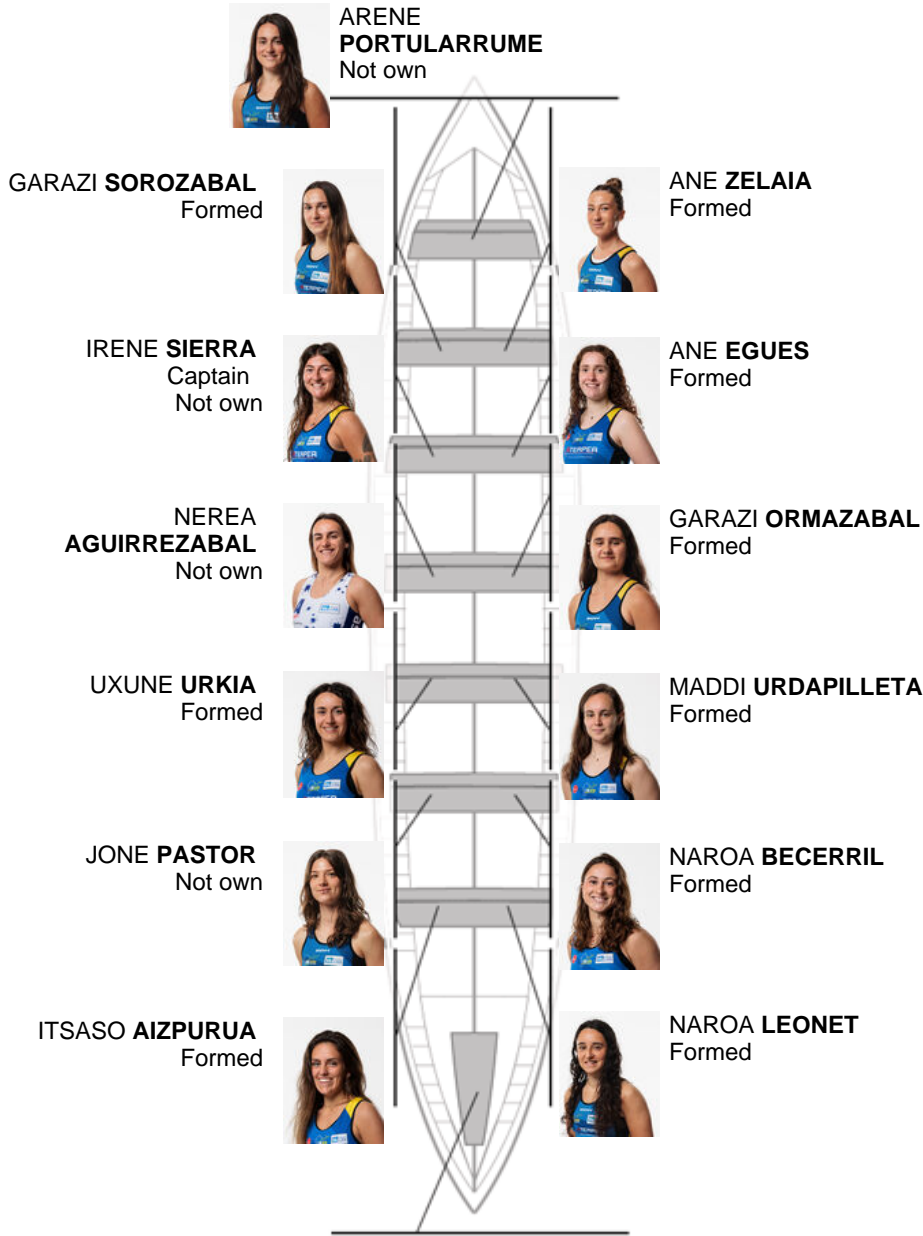 ARENE
PORTULARRUME
Not own
GARAZI SOROZABAL
Formed
ANE ZELAIA
Formed
IRENE SIERRA
Captain
Not own
ANE EGUES
Formed
NEREA
AGUIRREZABAL
Not own
GARAZI ORMAZABAL
Formed
UXUNE URKIA
Formed
MADDI URDAPILLETA
Formed
JONE PASTOR
Not own
NAROA BECERRIL
Formed
ITSASO AIZPURUA
Formed
NAROA LEONET
Formed